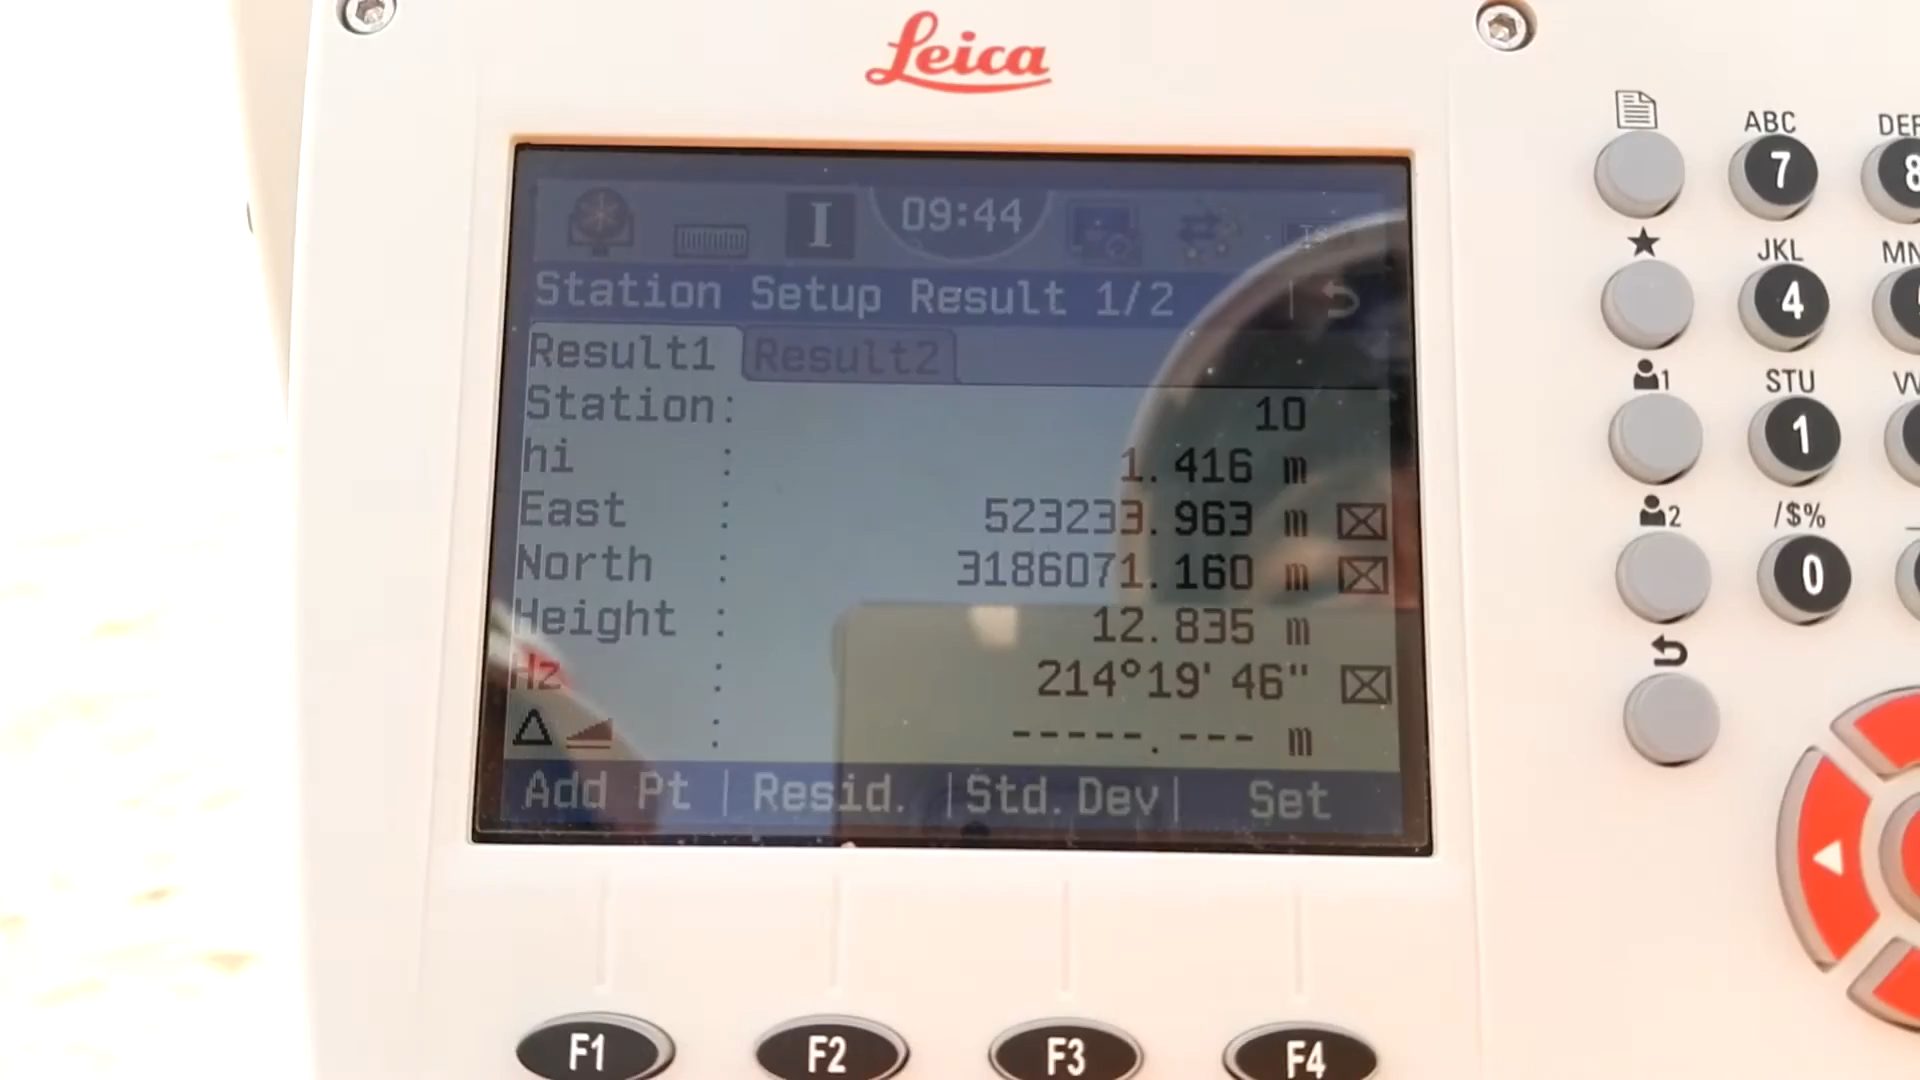 Leica
I 09:44
Station Setup Result 1/2
Result1 Result2
Station: 10
hi : 1.416 m
East : 523233.963 m
North : 3186071.160 m
Height : 12.835 m
Hz : 214°19'46"
: -----.--- m
Add Pt | Resid. |Std.Dev| Set
F1 F2 F3 F4
ABC
7 8
JKL
4
1 STU
1
2 /$%
0